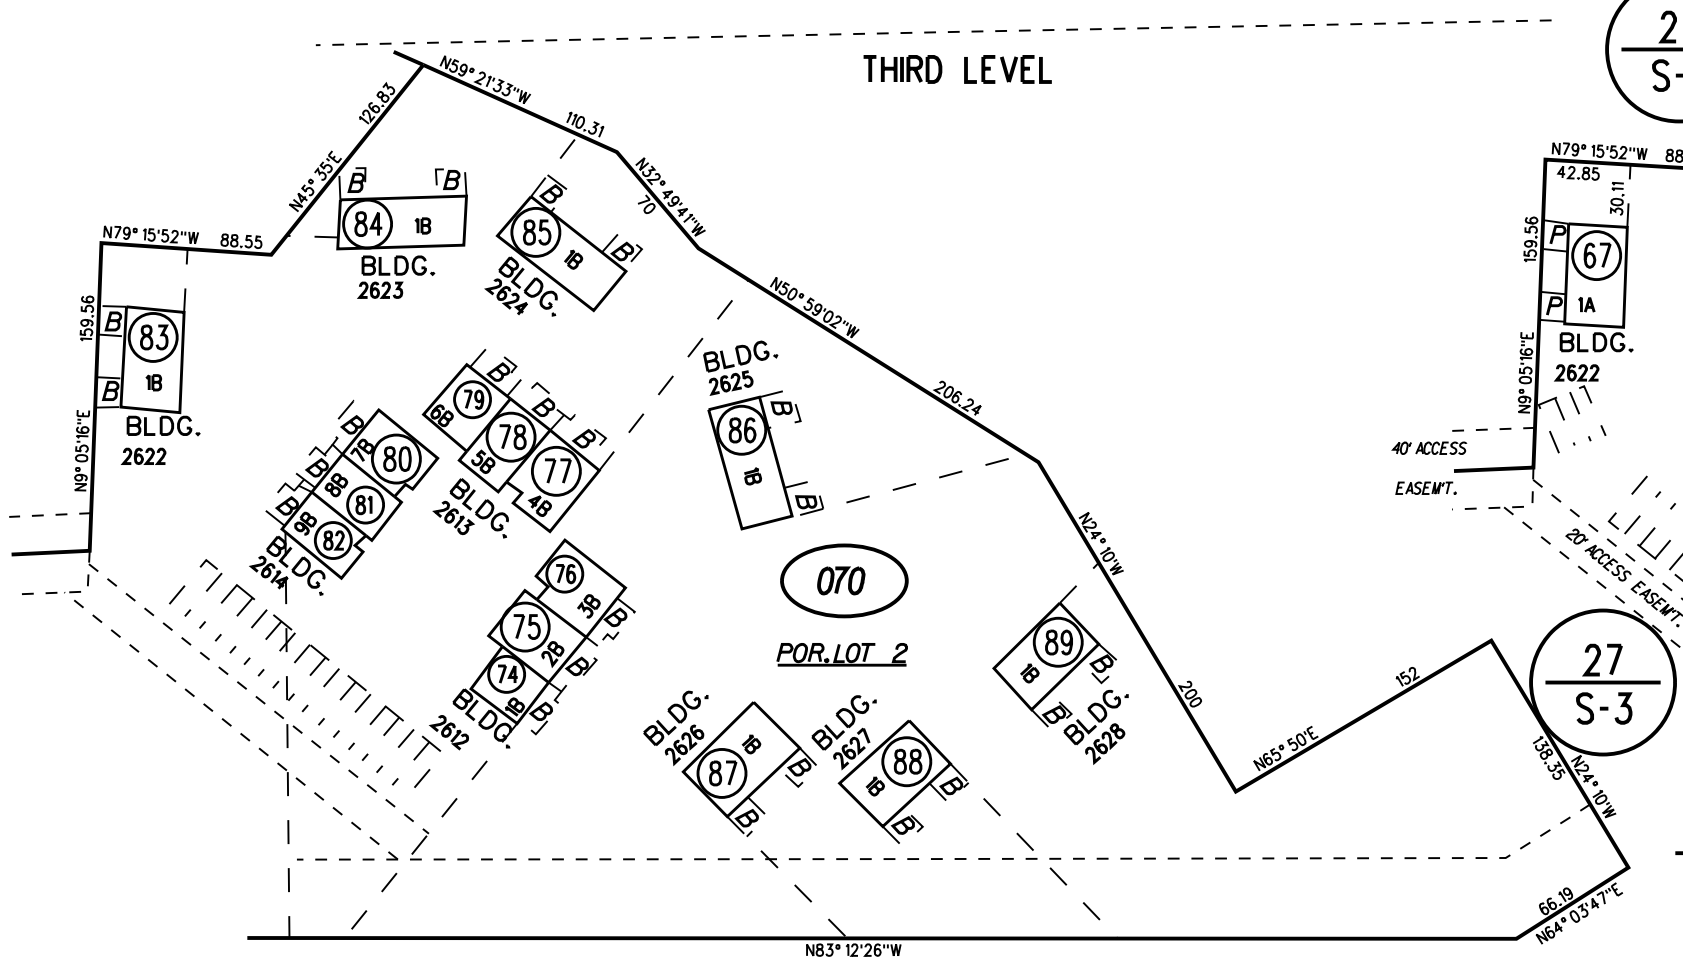 THIRD LEVEL
2
S-
N59° 21'33"W
126.83
110.31
N45° 35'E
N32° 49'41"W
70
N79° 15'52"W
88
42.85
30.11
159.56
B
B
84
1B
BLDG.
2623
B
85
1B
B
BLDG.
2624
N79° 15'52"W
88.55
159.56
B
83
B
1B
BLDG.
2622
N9° 05'16"E
N50° 59'02"W
206.24
P
67
P
1A
BLDG.
2622
N9° 05'16"E
40' ACCESS
EASEM'T.
20' ACCESS EASEM'T.
B
79
6B
B
78
5B
B
77
4B
BLDG.
2613
B
7B
80
B
8B
81
B
9B
82
BLDG.
2614
BLDG.
2625
86
B
1B
B
070
POR. LOT 2
N24° 10'W
76
3B
B
75
2B
B
74
1B
B
BLDG.
2612
89
1B
B
B
BLDG.
2628
200
152
N65° 50'E
27
S-3
BLDG.
2626
1B
87
B
B
BLDG.
2627
88
1B
B
B
138.35
N24° 10'W
66.19
N64° 03'47"E
N83° 12'26"W